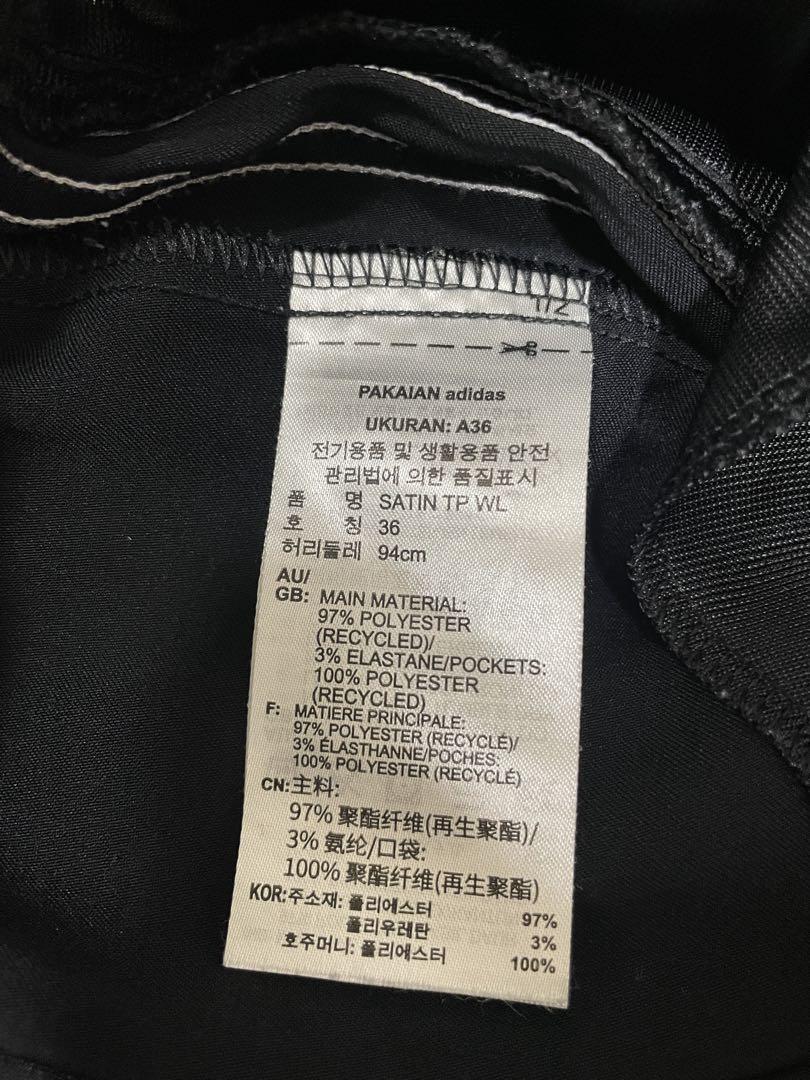 1/2
PAKAIAN adidas
UKURAN: A36
전기용품 및 생활용품 안전
관리법에 의한 품질표시
품 명 SATIN TP WL
호 칭 36
허리둘레 94cm
AU/
GB: MAIN MATERIAL:
97% POLYESTER
(RECYCLED)/
3% ELASTANE/POCKETS:
100% POLYESTER
(RECYCLED)
F: MATIERE PRINCIPALE:
97% POLYESTER (RECYCLÉ)/
3% ÉLASTHANNE/POCHES:
100% POLYESTER (RECYCLÉ)
CN:主料:
97% 聚酯纤维(再生聚酯)/
3% 氨纶/口袋:
100% 聚酯纤维(再生聚酯)
KOR:주소재: 폴리에스터 97%
폴리우레탄 3%
호주머니: 폴리에스터 100%